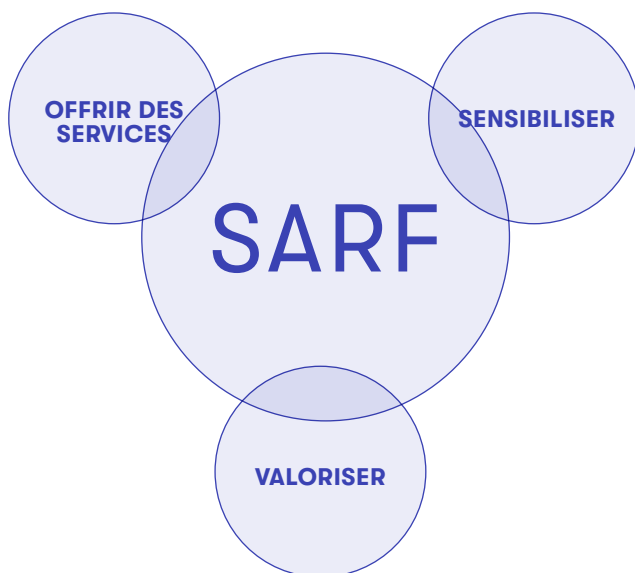 OFFRIR DES
SERVICES
SENSIBILISER
SARF
VALORISER